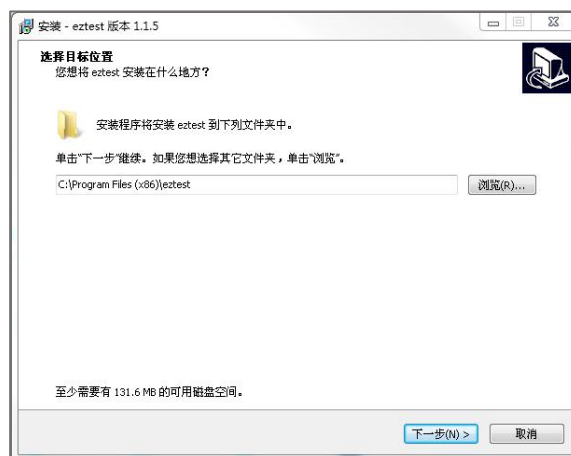 安装 - eztest 版本 1.1.5
选择目标位置
您想将 eztest 安装在什么地方？
安装程序将安装 eztest 到下列文件夹中。
单击“下一步”继续。如果您想选择其它文件夹，单击“浏览”。
C:\Program Files (x86)\eztest
浏览(R)...
至少需要有 131.6 MB 的可用磁盘空间。
下一步(N) >
取消